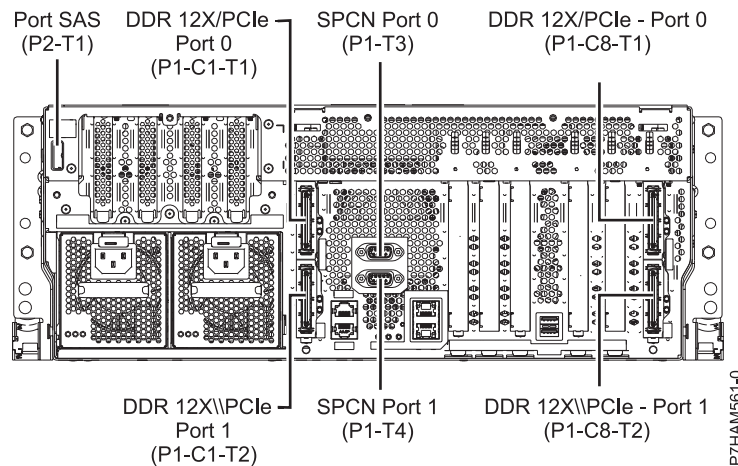 Port SAS
(P2-T1)
DDR 12X/PCIe
Port 0
(P1-C1-T1)
SPCN Port 0
(P1-T3)
DDR 12X/PCIe - Port 0
(P1-C8-T1)
DDR 12X\\PCIe
Port 1
(P1-C1-T2)
SPCN Port 1
(P1-T4)
DDR 12X\\PCIe - Port 1
(P1-C8-T2)
P7HAM561-0